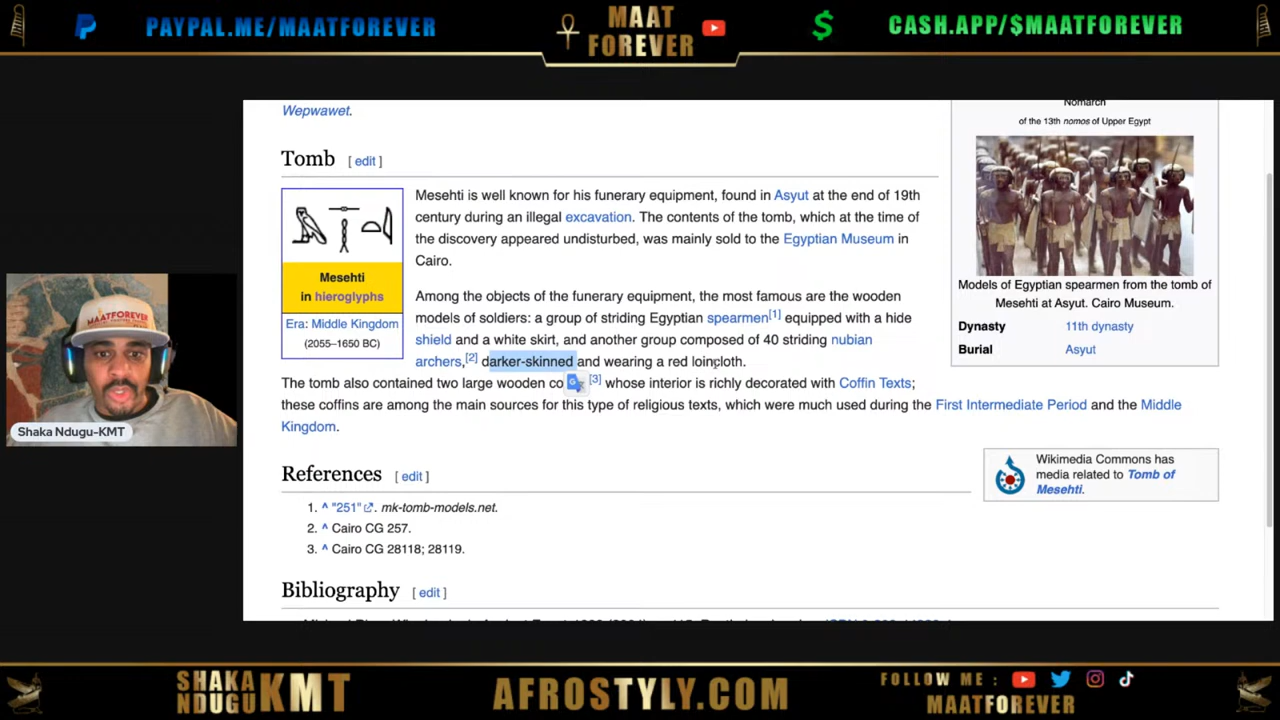 PAYPAL.ME/MAATFOREVER
MAAT
FOREVER
$
CASH.APP/$MAATFOREVER
Wepwawet.
Tomb [ edit ]
Mesehti
in hieroglyphs
Era: Middle Kingdom
(2055–1650 BC)
Mesehti is well known for his funerary equipment, found in Asyut at the end of 19th
century during an illegal excavation. The contents of the tomb, which at the time of
the discovery appeared undisturbed, was mainly sold to the Egyptian Museum in
Cairo.
Among the objects of the funerary equipment, the most famous are the wooden
models of soldiers: a group of striding Egyptian spearmen[1] equipped with a hide
shield and a white skirt, and another group composed of 40 striding nubian
archers,[2] darker-skinned and wearing a red loincloth.
The tomb also contained two large wooden co [3] whose interior is richly decorated with Coffin Texts;
these coffins are among the main sources for this type of religious texts, which were much used during the First Intermediate Period and the Middle
Kingdom.
Nomarch
of the 13th nomos of Upper Egypt
Models of Egyptian spearmen from the tomb of
Mesehti at Asyut. Cairo Museum.
Dynasty 11th dynasty
Burial Asyut
Wikimedia Commons has
media related to Tomb of
Mesehti.
References [ edit ]
1. ^ "251". mk-tomb-models.net.
2. ^ Cairo CG 257.
3. ^ Cairo CG 28118; 28119.
Bibliography [ edit ]
MAATFOREVER
Shaka Ndugu-KMT
SHAKA
NDUGU KMT
AFROSTYLY.COM
FOLLOW ME :
MAATFOREVER